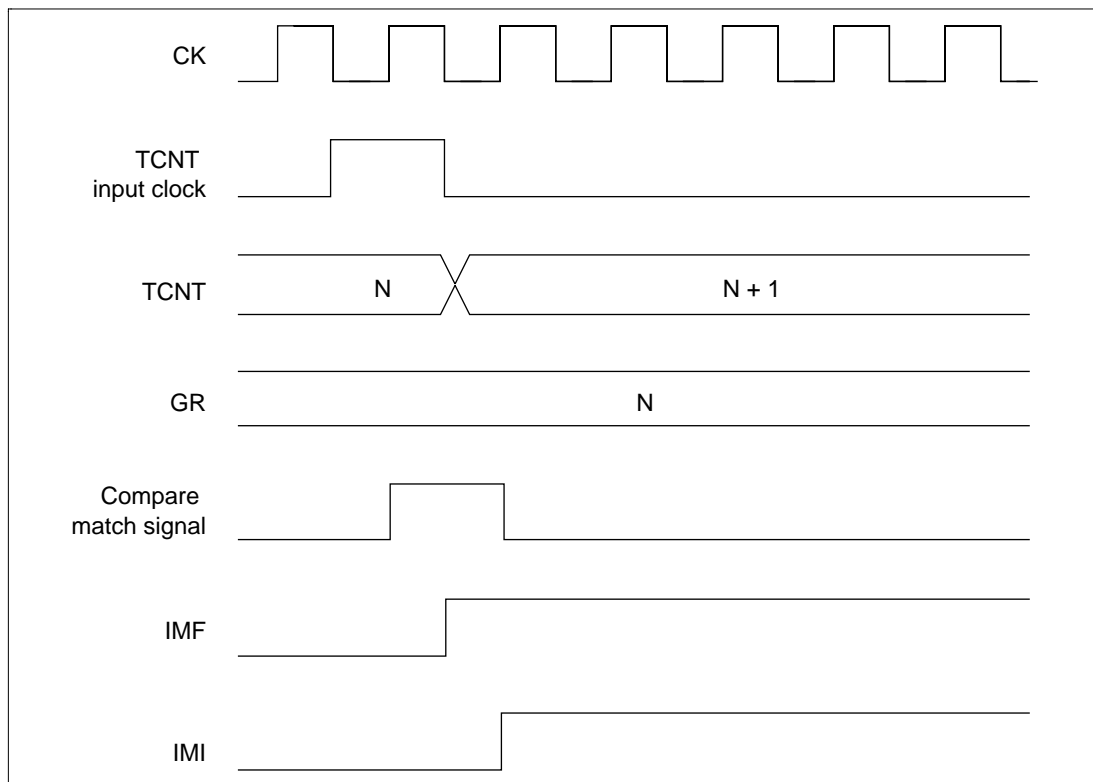 CK
TCNT
input clock
TCNT
N
N + 1
GR
N
Compare
match signal
IMF
IMI